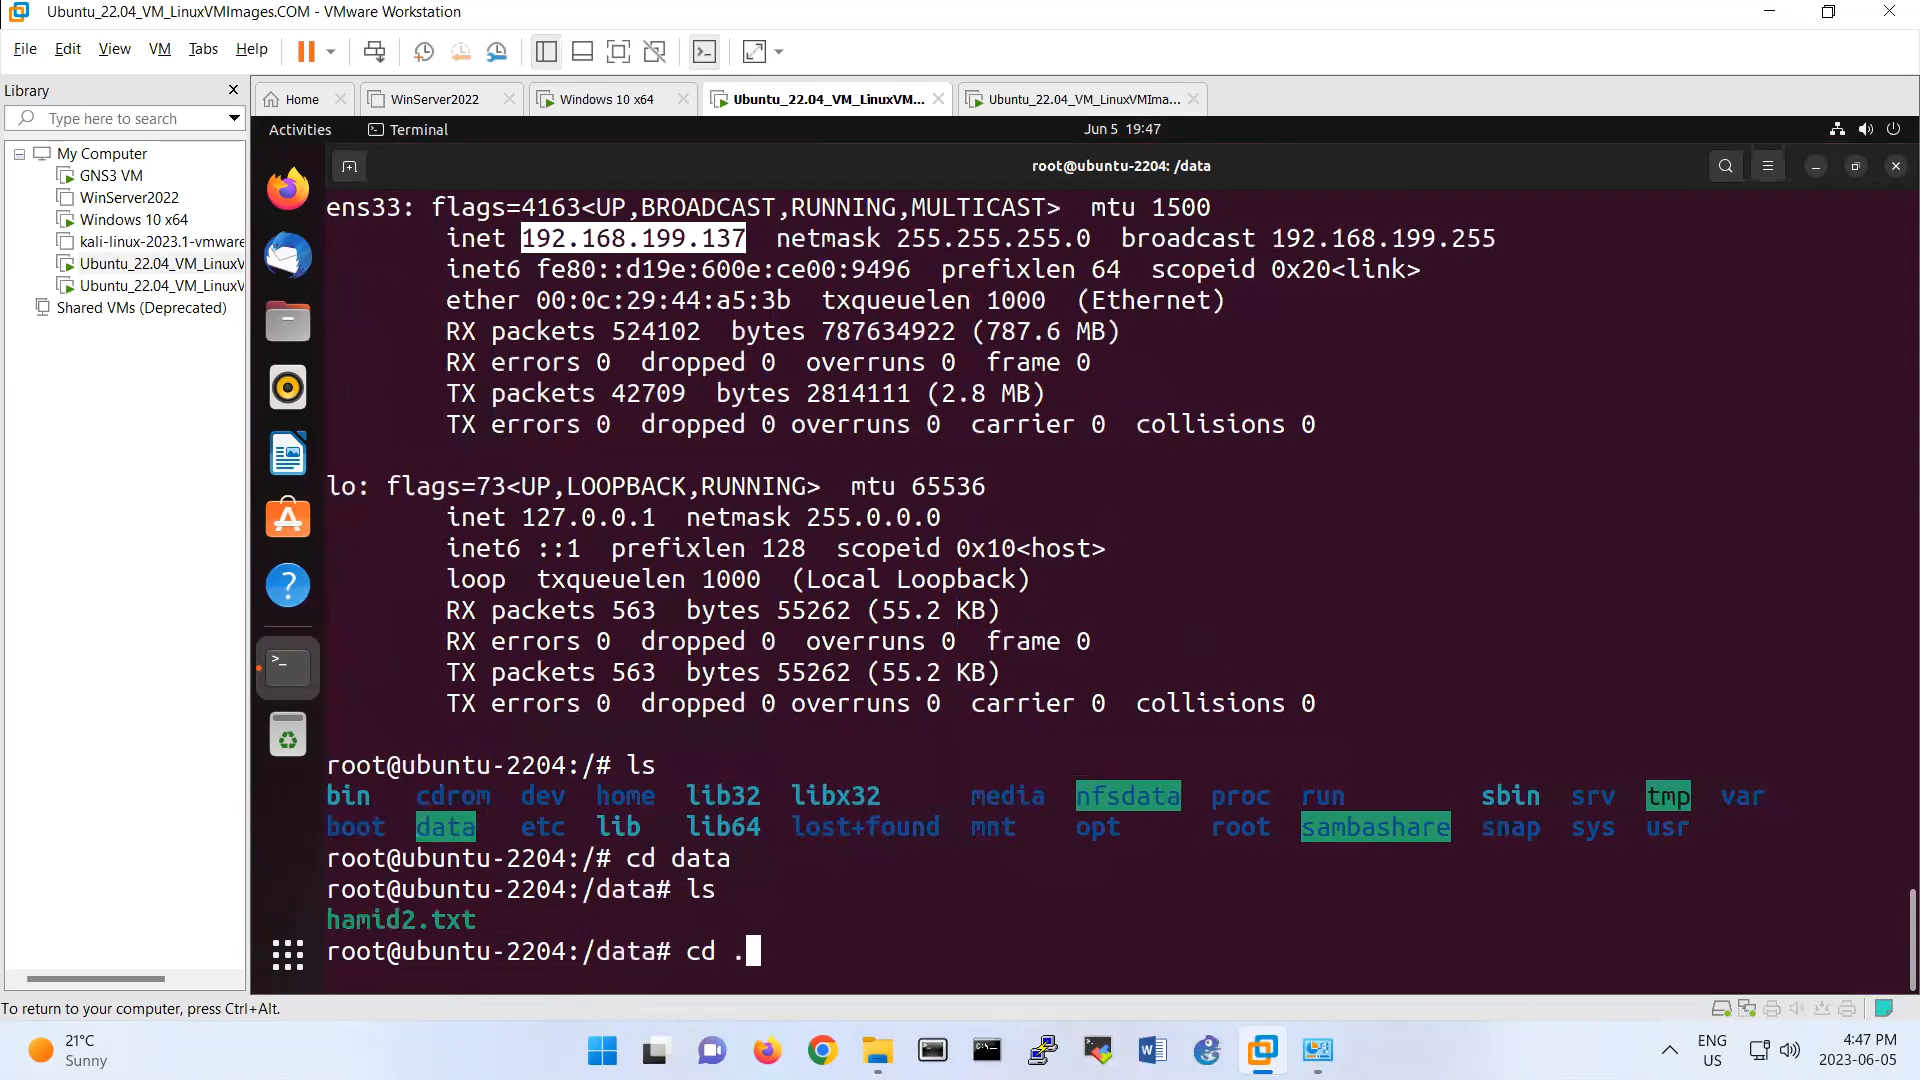 Ubuntu_22.04_VM_LinuxVMImages.COM - VMware Workstation
File Edit View VM Tabs Help
Library
Type here to search
My Computer
GNS3 VM
WinServer2022
Windows 10 x64
kali-linux-2023.1-vmware
Ubuntu_22.04_VM_LinuxV
Ubuntu_22.04_VM_LinuxV
Shared VMs (Deprecated)
Home WinServer2022 Windows 10 x64 Ubuntu_22.04_VM_LinuxVM... Ubuntu_22.04_VM_LinuxVMIma...
Activities Terminal Jun 5 19:47
root@ubuntu-2204: /data
ens33: flags=4163<UP,BROADCAST,RUNNING,MULTICAST> mtu 1500
inet 192.168.199.137 netmask 255.255.255.0 broadcast 192.168.199.255
inet6 fe80::d19e:600e:ce00:9496 prefixlen 64 scopeid 0x20<link>
ether 00:0c:29:44:a5:3b txqueuelen 1000 (Ethernet)
RX packets 524102 bytes 787634922 (787.6 MB)
RX errors 0 dropped 0 overruns 0 frame 0
TX packets 42709 bytes 2814111 (2.8 MB)
TX errors 0 dropped 0 overruns 0 carrier 0 collisions 0
lo: flags=73<UP,LOOPBACK,RUNNING> mtu 65536
inet 127.0.0.1 netmask 255.0.0.0
inet6 ::1 prefixlen 128 scopeid 0x10<host>
loop txqueuelen 1000 (Local Loopback)
RX packets 563 bytes 55262 (55.2 KB)
RX errors 0 dropped 0 overruns 0 frame 0
TX packets 563 bytes 55262 (55.2 KB)
TX errors 0 dropped 0 overruns 0 carrier 0 collisions 0
root@ubuntu-2204:/# ls
bin cdrom dev home lib32 libx32 media nfsdata proc run sbin srv tmp var
boot data etc lib lib64 lost+found mnt opt root sambashare snap sys usr
root@ubuntu-2204:/# cd data
root@ubuntu-2204:/data# ls
hamid2.txt
root@ubuntu-2204:/data# cd .
To return to your computer, press Ctrl+Alt.
21°C
Sunny
ENG
US
4:47 PM
2023-06-05